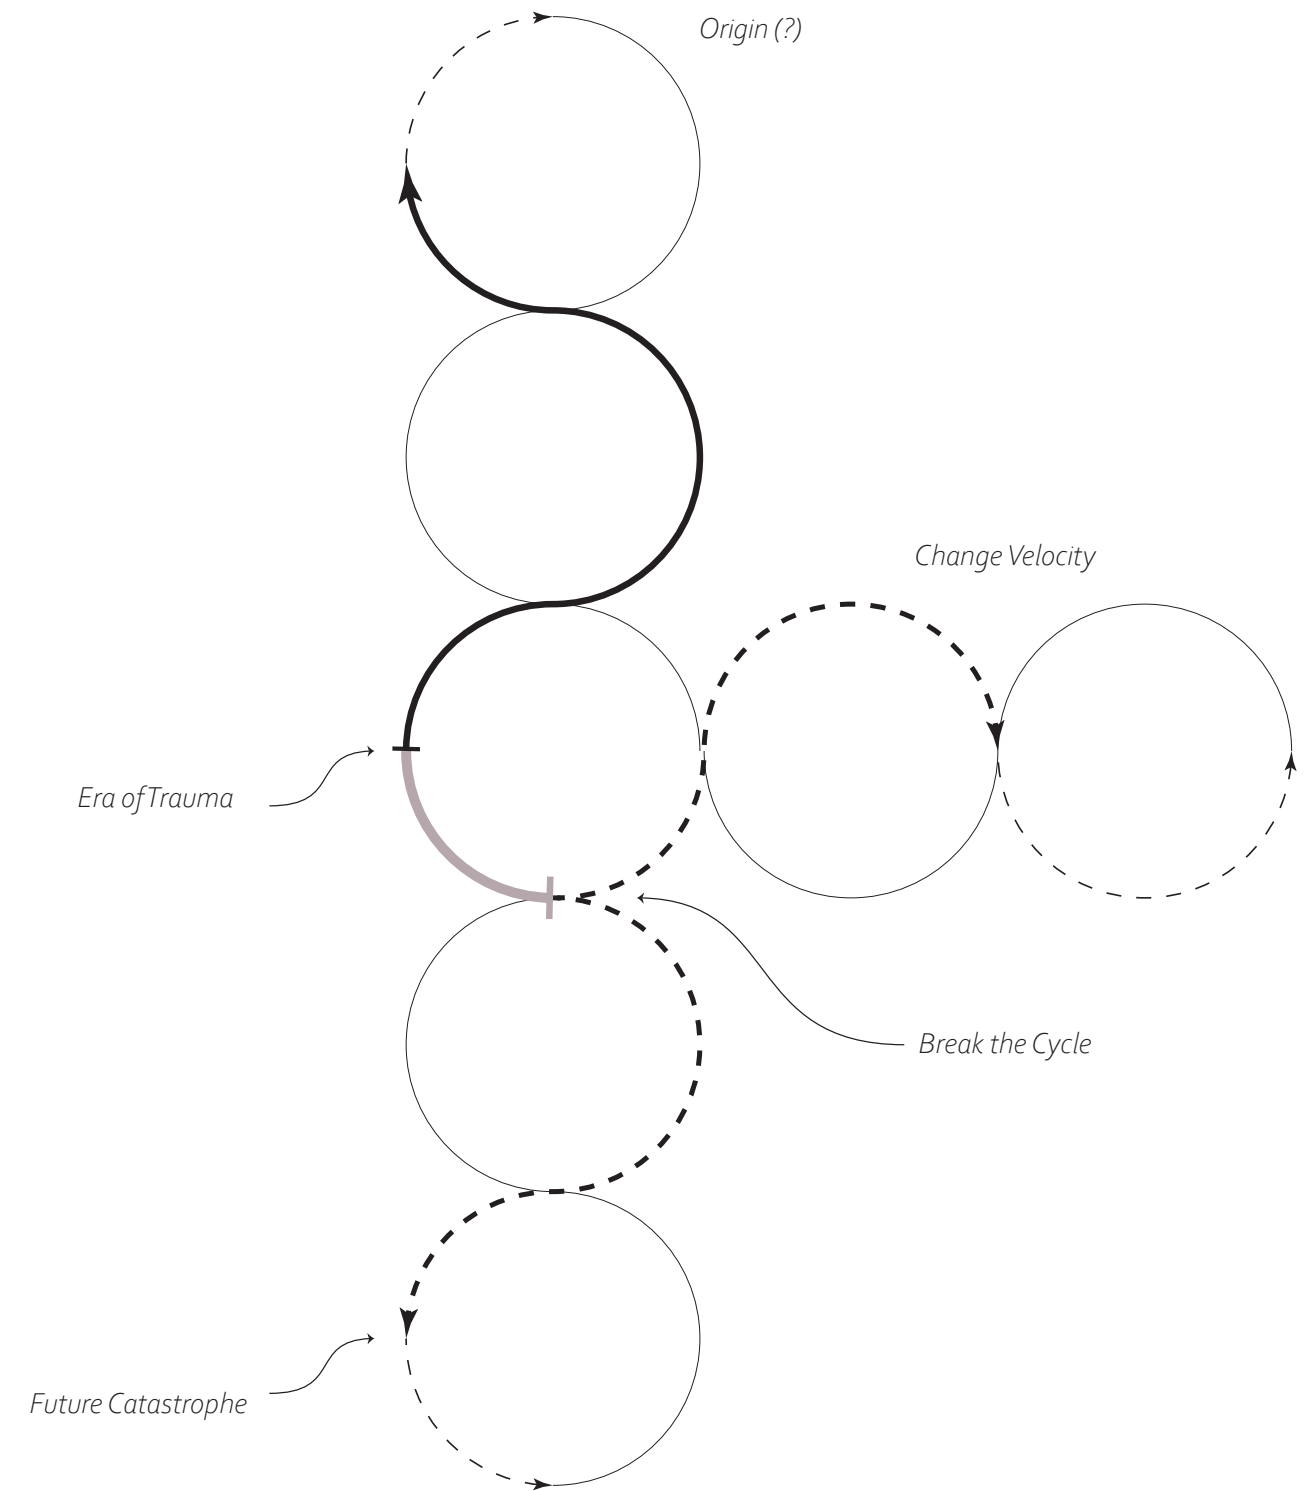 Origin (?)
Change Velocity
Era of Trauma
Break the Cycle
Future Catastrophe